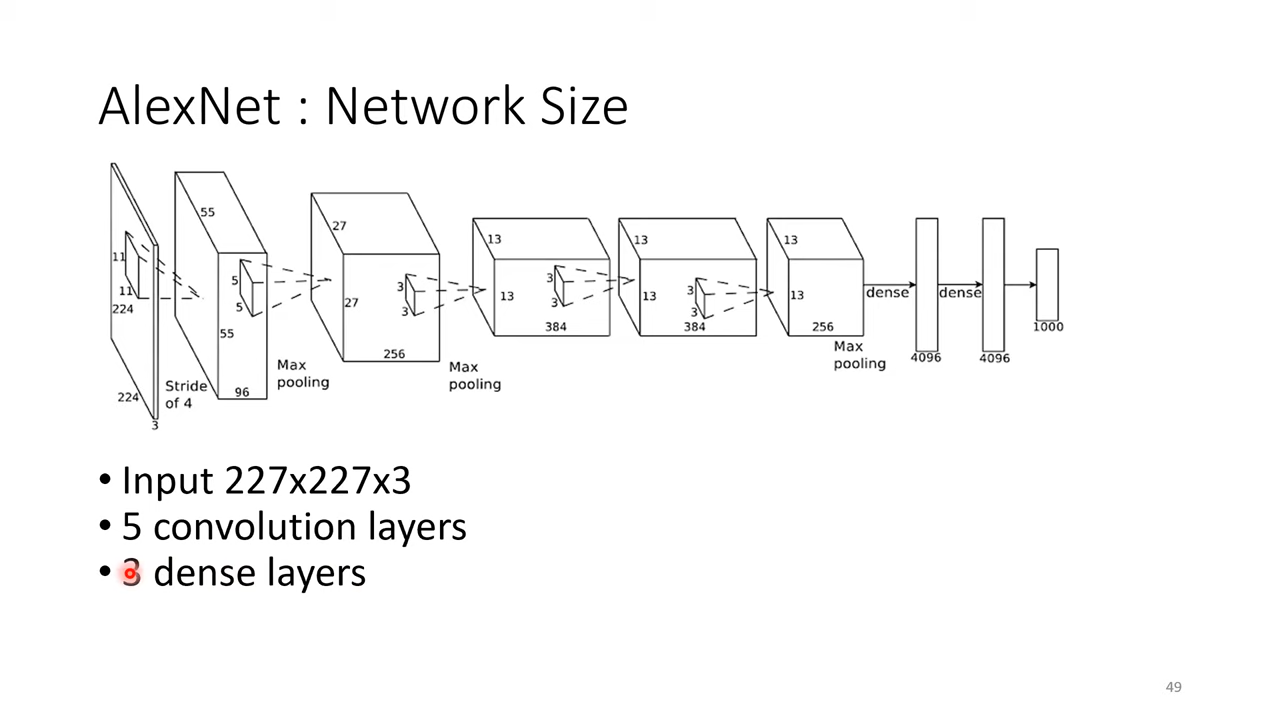 AlexNet : Network Size
11
11
224
224
3
Stride
of 4
55
55
96
5
5
Max
pooling
27
27
256
3
3
Max
pooling
13
13
384
3
3
13
13
384
3
3
13
13
256
Max
pooling
dense
4096
dense
4096
1000
• Input 227x227x3
• 5 convolution layers
• 3 dense layers
49